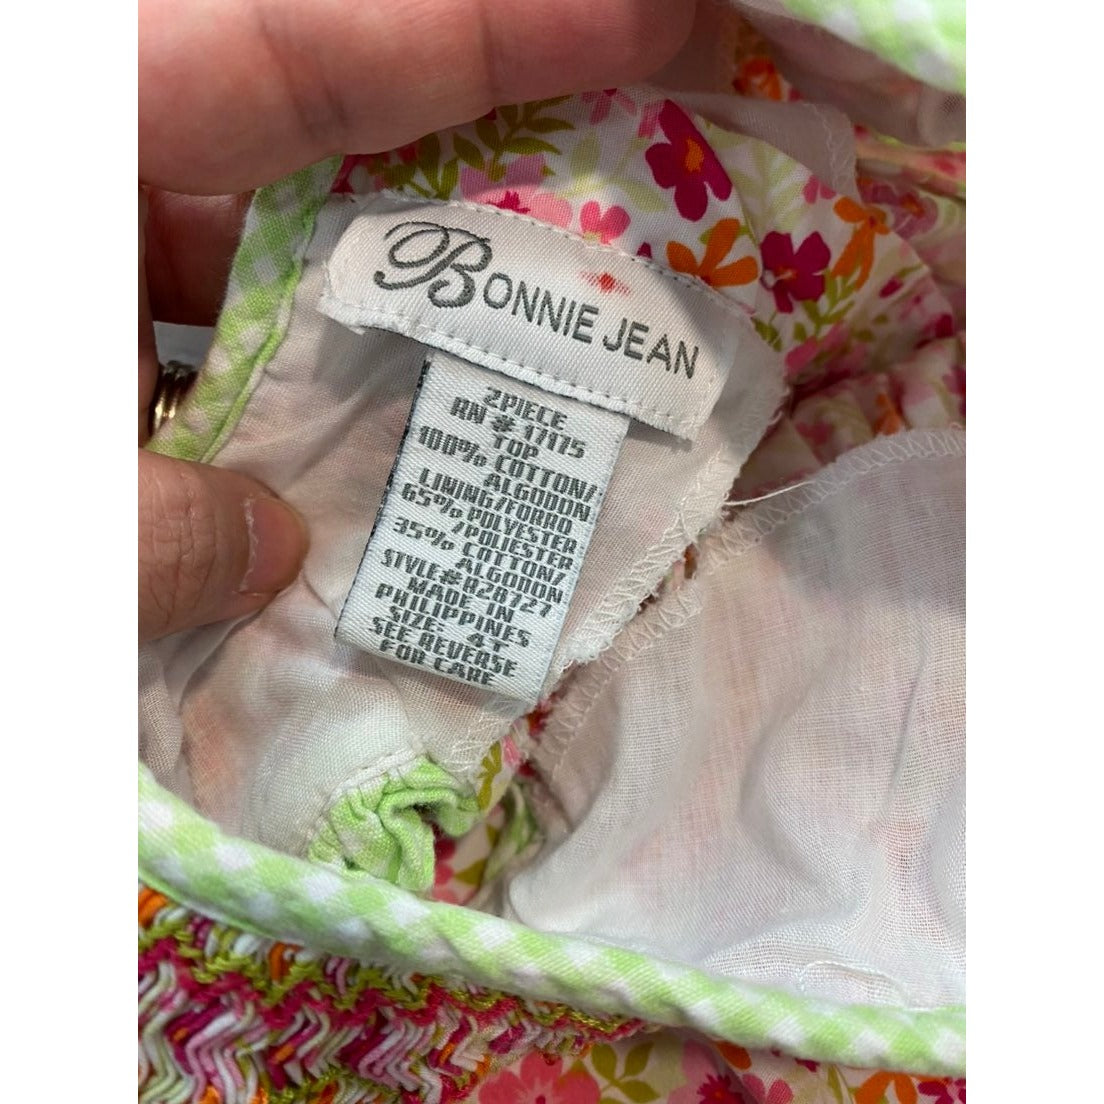 BONNIE JEAN
2PIECE
RN # 17175
TOP
100% COTTON/
ALGODON
LINING/FORRO
65% POLYESTER
/POLIESTER
35% COTTON/
ALGODON
STYLE#R28727
MADE IN
PHILIPPINES
SIZE: 4T
SEE REVERSE
FOR CARE